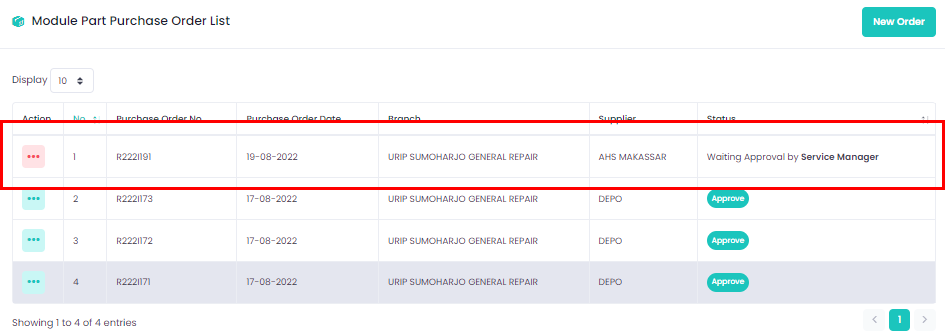 Module Part Purchase Order List
New Order
Display 10
Action No. Purchase Order No. Purchase Order Date Branch Supplier Status
1 R222I191 19-08-2022 URIP SUMOHARJO GENERAL REPAIR AHS MAKASSAR Waiting Approval by Service Manager
2 R222I173 17-08-2022 URIP SUMOHARJO GENERAL REPAIR DEPO Approve
3 R222I172 17-08-2022 URIP SUMOHARJO GENERAL REPAIR DEPO Approve
4 R222I171 17-08-2022 URIP SUMOHARJO GENERAL REPAIR DEPO Approve
Showing 1 to 4 of 4 entries
< 1 >